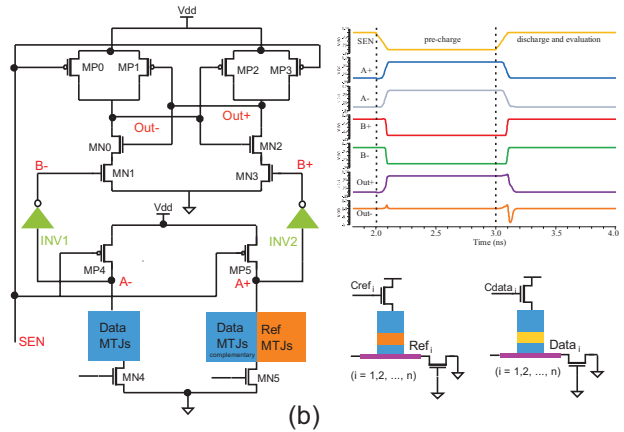 Vdd
MP0
MP1
MP2
MP3
Out-
Out+
MN0
MN2
B-
B+
MN1
MN3
Vdd
INV1
INV2
MP4
MP5
A-
A+
Data
MTJs
Data
MTJs
complementary
Ref
MTJs
SEN
MN4
MN5
SEN
pre-charge
discharge and evaluation
A+
A-
B+
B-
Out+
Out-
2.0
2.5
3.0
3.5
4.0
Time (ns)
Cref i
Ref i
(i = 1,2, ..., n)
Cdata i
Data i
(i = 1,2, ..., n)
(b)